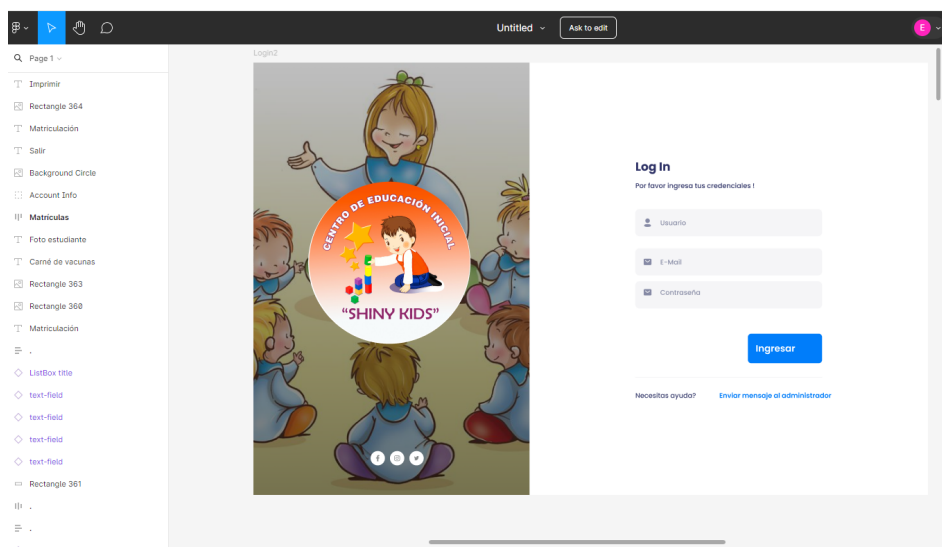 Untitled
Ask to edit
E
Page 1
Imprimir
Rectangle 364
Matriculación
Salir
Background Circle
Account Info
Matrículas
Foto estudiante
Carné de vacunas
Rectangle 363
Rectangle 360
Matriculación
.
ListBox title
text-field
text-field
text-field
text-field
Rectangle 361
.
.
Login2
CENTRO DE EDUCACIÓN INICIAL
"SHINY KIDS"
Log In
Por favor ingresa tus credenciales !
Usuario
E-Mail
Contraseña
Ingresar
Necesitas ayuda?
Enviar mensaje al administrador